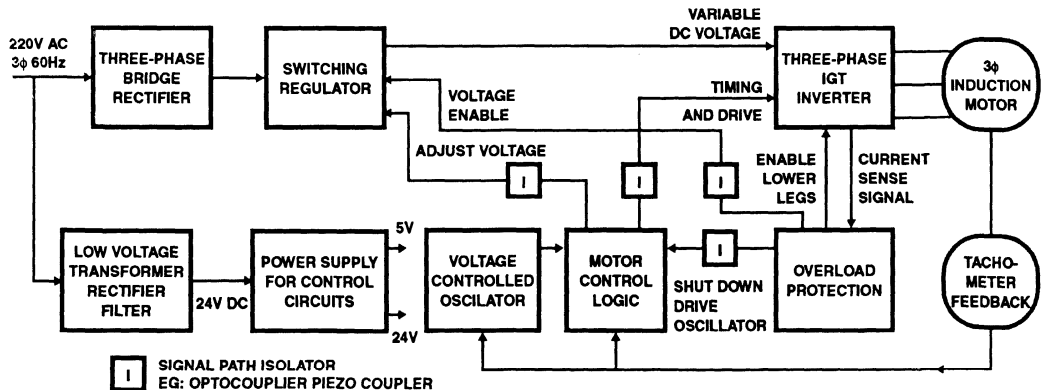 220V AC
3ϕ 60Hz
THREE-PHASE
BRIDGE
RECTIFIER
SWITCHING
REGULATOR
VARIABLE
DC VOLTAGE
THREE-PHASE
IGT
INVERTER
3ϕ
INDUCTION
MOTOR
VOLTAGE
ENABLE
TIMING
AND DRIVE
ADJUST VOLTAGE
I
I
I
ENABLE
LOWER
LEGS
CURRENT
SENSE
SIGNAL
LOW VOLTAGE
TRANSFORMER
RECTIFIER
FILTER
24V DC
POWER SUPPLY
FOR CONTROL
CIRCUITS
5V
24V
VOLTAGE
CONTROLLED
OSCILATOR
MOTOR
CONTROL
LOGIC
I
SHUT DOWN
DRIVE
OSCILLATOR
OVERLOAD
PROTECTION
TACHO-
METER
FEEDBACK
I
SIGNAL PATH ISOLATOR
EG: OPTOCOUPLIER PIEZO COUPLER